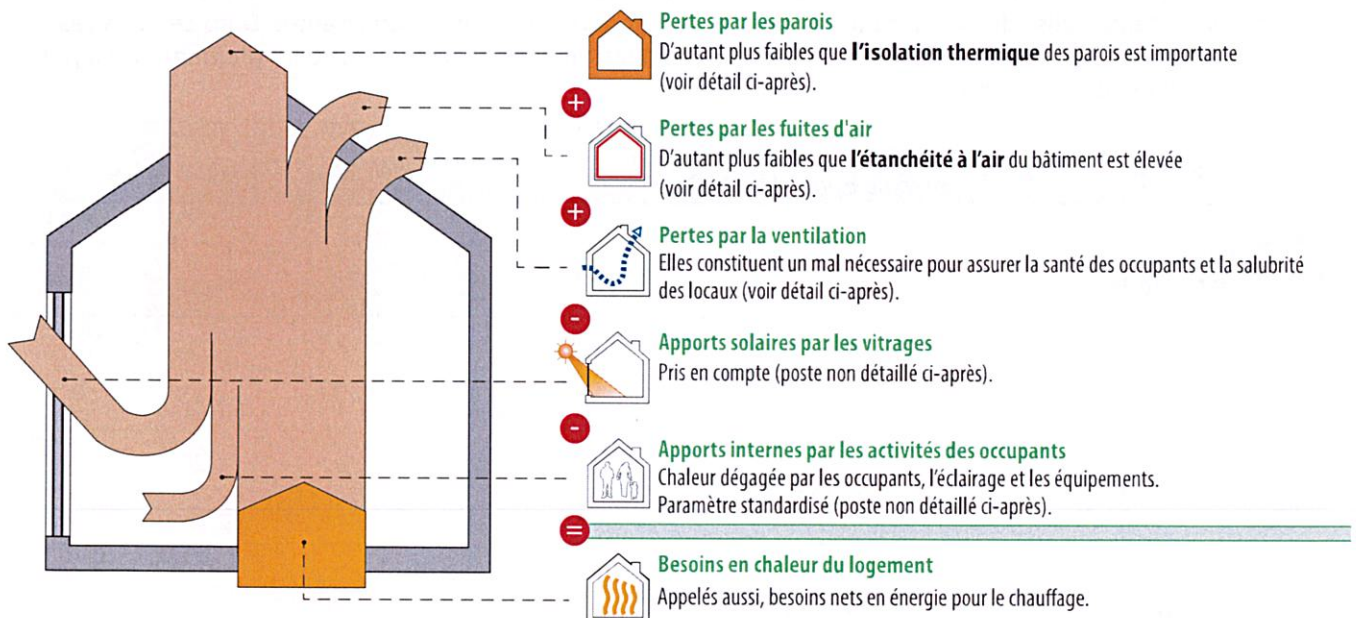 Pertes par les parois
D'autant plus faibles que l'isolation thermique des parois est importante
(voir détail ci-après).
+
Pertes par les fuites d'air
D'autant plus faibles que l'étanchéité à l'air du bâtiment est élevée
(voir détail ci-après).
+
Pertes par la ventilation
Elles constituent un mal nécessaire pour assurer la santé des occupants et la salubrité
des locaux (voir détail ci-après).
-
Apports solaires par les vitrages
Pris en compte (poste non détaillé ci-après).
-
Apports internes par les activités des occupants
Chaleur dégagée par les occupants, l'éclairage et les équipements.
Paramètre standardisé (poste non détaillé ci-après).
=
Besoins en chaleur du logement
Appelés aussi, besoins nets en énergie pour le chauffage.